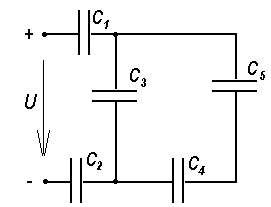 +
C₁
C₃
C₅
U
-
C₂
C₄